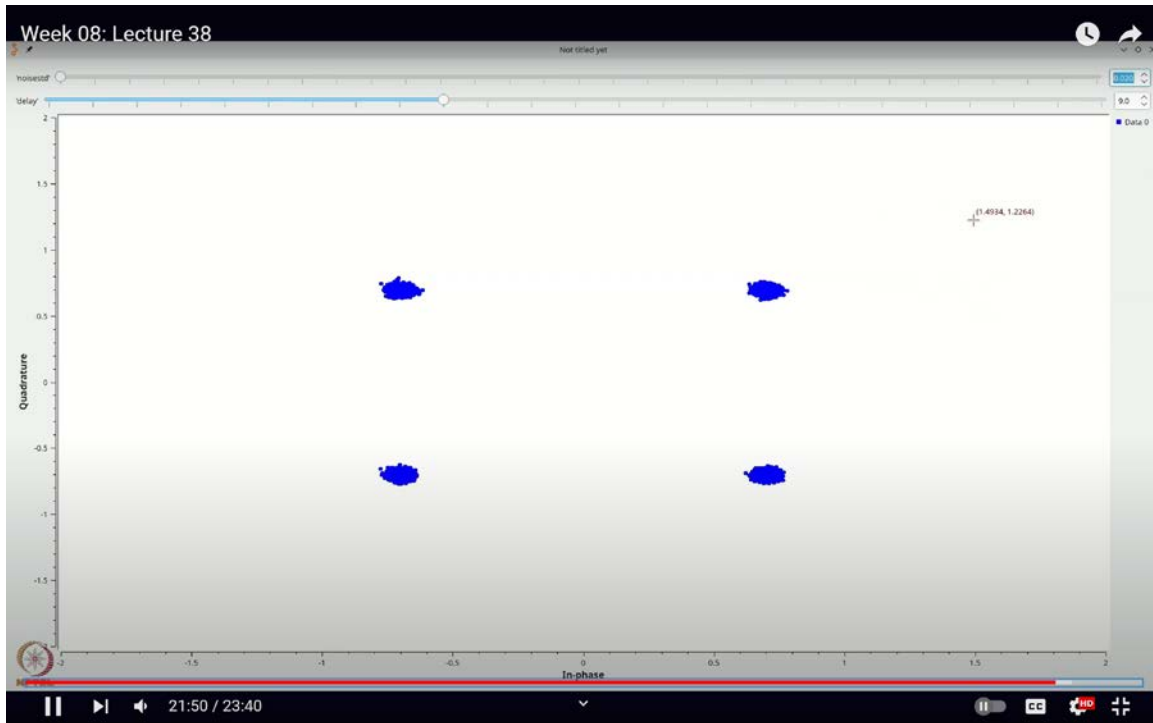 Week 08: Lecture 38
Not titled yet
'noisestd'
0.020
'delay'
9.0
Data 0
2
1.5
1
0.5
0
-0.5
-1
-1.5
Quadrature
(1.4934, 1.2264)
-2 -1.5 -1 -0.5 0 0.5 1 1.5 2
In-phase
21:50 / 23:40
CC
HD